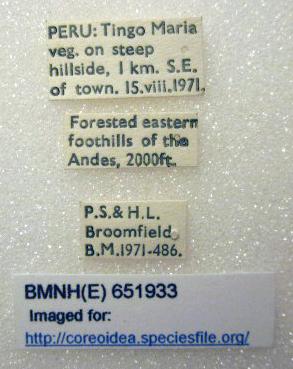 PERU: Tingo Maria
veg. on steep
hillside, 1 km. S.E.
of town. 15.viii.1971.
Forested eastern
foothills of the
Andes, 2000ft.
P.S.& H.L.
Broomfield
B.M.1971-486.
BMNH(E) 651933
Imaged for:
http://coreoidea.speciesfile.org/